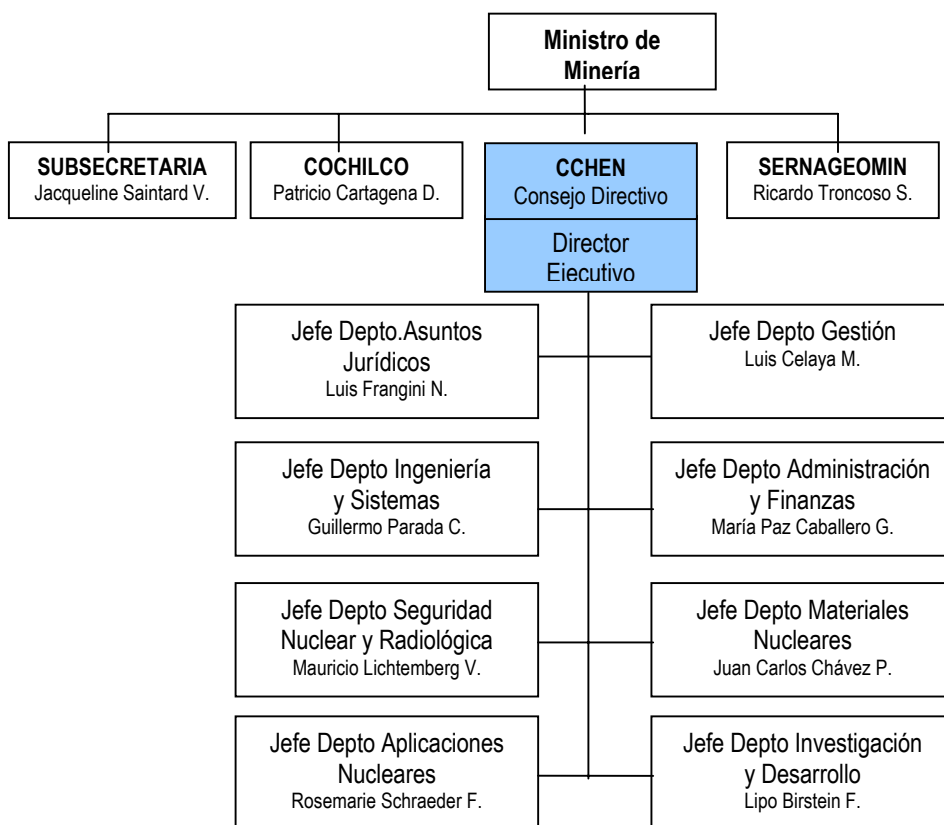 Ministro de
Minería
SUBSECRETARIA
Jacqueline Saintard V.
COCHILCO
Patricio Cartagena D.
CCHEN
Consejo Directivo
SERNAGEOMIN
Ricardo Troncoso S.
Director
Ejecutivo
Jefe Depto.Asuntos
Jurídicos
Luis Frangini N.
Jefe Depto Gestión
Luis Celaya M.
Jefe Depto Ingeniería
y Sistemas
Guillermo Parada C.
Jefe Depto Administración
y Finanzas
María Paz Caballero G.
Jefe Depto Seguridad
Nuclear y Radiológica
Mauricio Lichtemberg V.
Jefe Depto Materiales
Nucleares
Juan Carlos Chávez P.
Jefe Depto Aplicaciones
Nucleares
Rosemarie Schraeder F.
Jefe Depto Investigación
y Desarrollo
Lipo Birstein F.